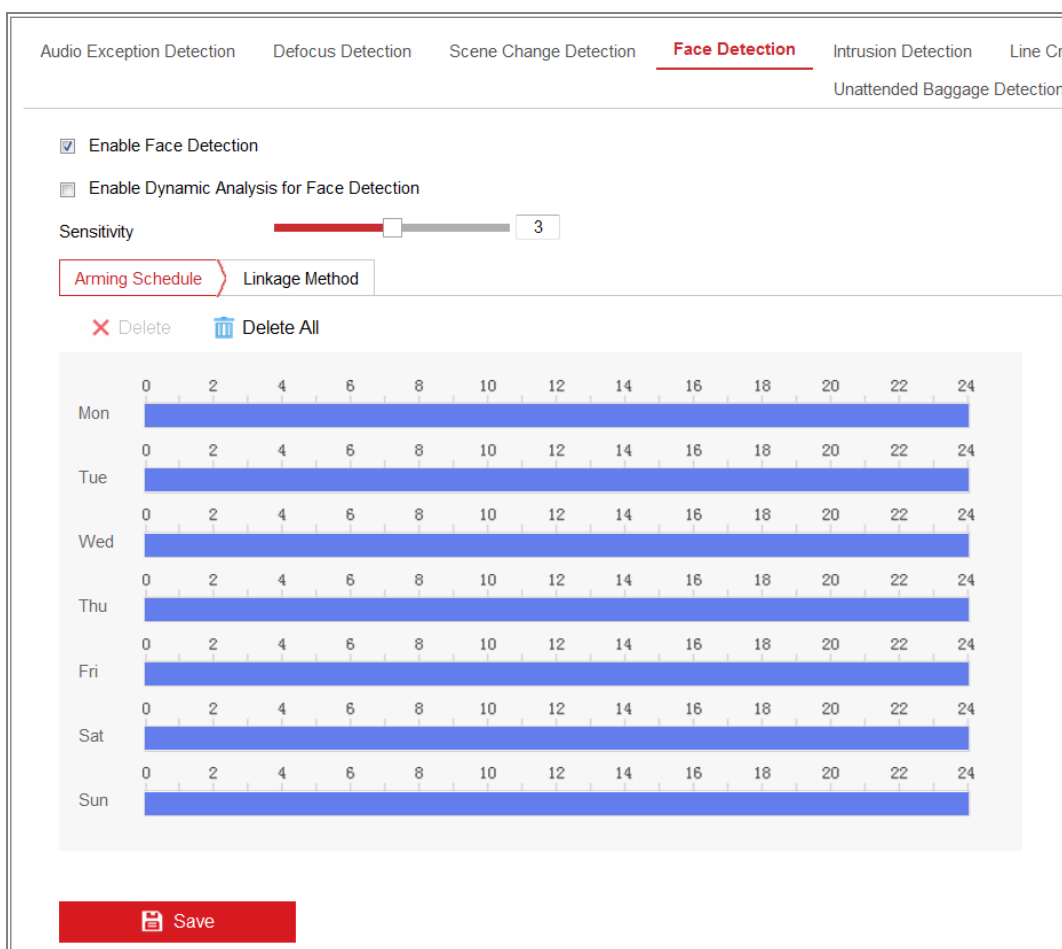 Audio Exception Detection Defocus Detection Scene Change Detection Face Detection Intrusion Detection Line Cr
Unattended Baggage Detection
Enable Face Detection
Enable Dynamic Analysis for Face Detection
Sensitivity 3
Arming Schedule Linkage Method
Delete Delete All
0 2 4 6 8 10 12 14 16 18 20 22 24
Mon
0 2 4 6 8 10 12 14 16 18 20 22 24
Tue
0 2 4 6 8 10 12 14 16 18 20 22 24
Wed
0 2 4 6 8 10 12 14 16 18 20 22 24
Thu
0 2 4 6 8 10 12 14 16 18 20 22 24
Fri
0 2 4 6 8 10 12 14 16 18 20 22 24
Sat
0 2 4 6 8 10 12 14 16 18 20 22 24
Sun
Save